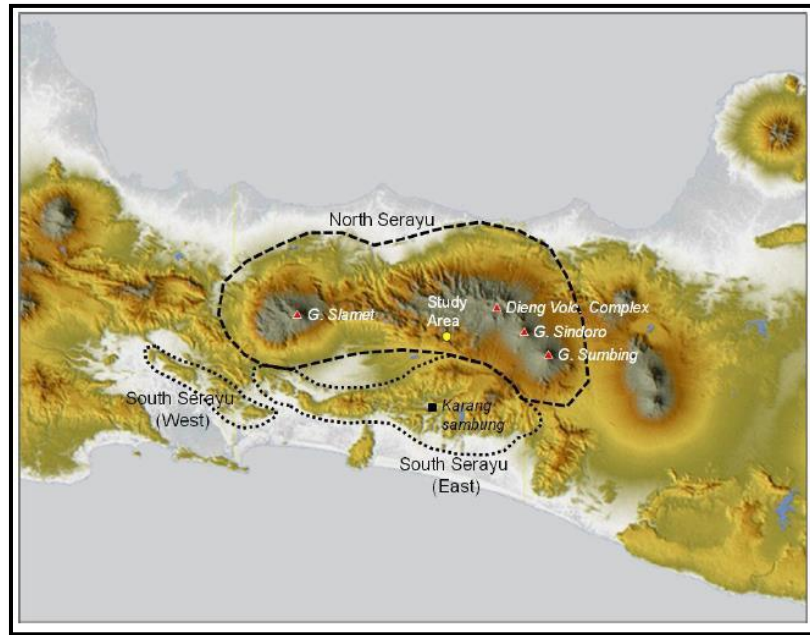 North Serayu
Dieng Volc. Complex
Study
Area
G. Slamet
G. Sindoro
G. Sumbing
South Serayu
(West)
Karang
sambung
South Serayu
(East)